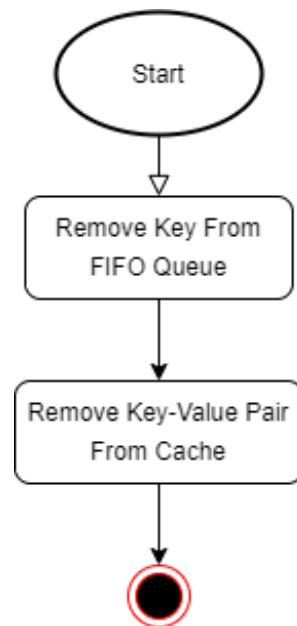 Start
Remove Key From
FIFO Queue
Remove Key-Value Pair
From Cache